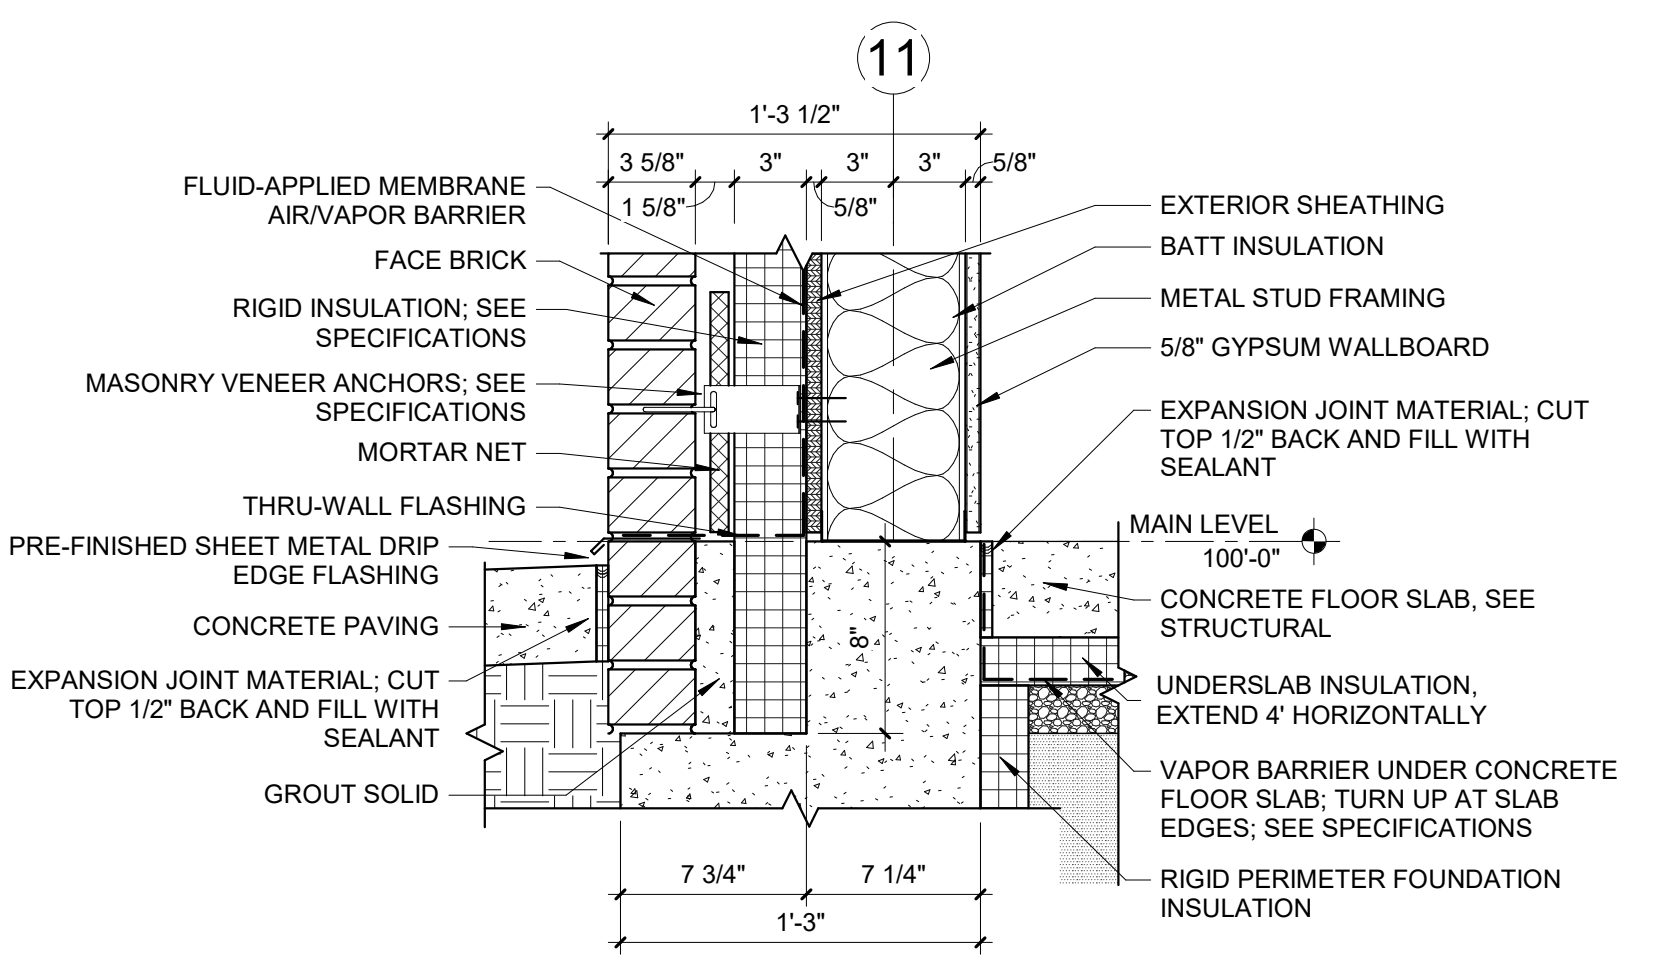 11
1'-3 1/2"
3 5/8"
3"
3"
3"
5/8"
1 5/8"
5/8"
FLUID-APPLIED MEMBRANE
AIR/VAPOR BARRIER
FACE BRICK
RIGID INSULATION; SEE
SPECIFICATIONS
MASONRY VENEER ANCHORS; SEE
SPECIFICATIONS
MORTAR NET
THRU-WALL FLASHING
PRE-FINISHED SHEET METAL DRIP
EDGE FLASHING
CONCRETE PAVING
EXPANSION JOINT MATERIAL; CUT
TOP 1/2" BACK AND FILL WITH
SEALANT
GROUT SOLID
EXTERIOR SHEATHING
BATT INSULATION
METAL STUD FRAMING
5/8" GYPSUM WALLBOARD
EXPANSION JOINT MATERIAL; CUT
TOP 1/2" BACK AND FILL WITH
SEALANT
MAIN LEVEL
100'-0"
CONCRETE FLOOR SLAB, SEE
STRUCTURAL
8"
UNDERSLAB INSULATION,
EXTEND 4' HORIZONTALLY
VAPOR BARRIER UNDER CONCRETE
FLOOR SLAB; TURN UP AT SLAB
EDGES; SEE SPECIFICATIONS
RIGID PERIMETER FOUNDATION
INSULATION
7 3/4"
7 1/4"
1'-3"